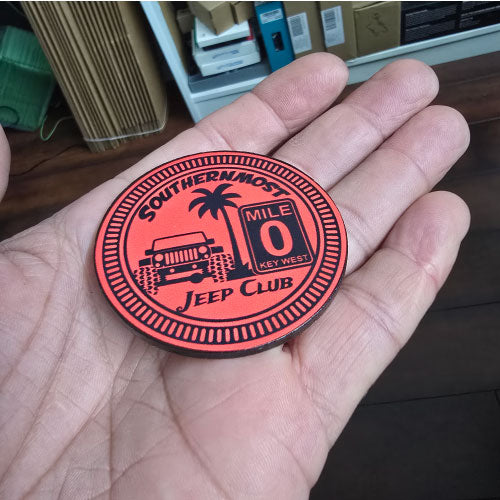 SOUTHERNMOST
MILE
0
KEY WEST
JEEP CLUB